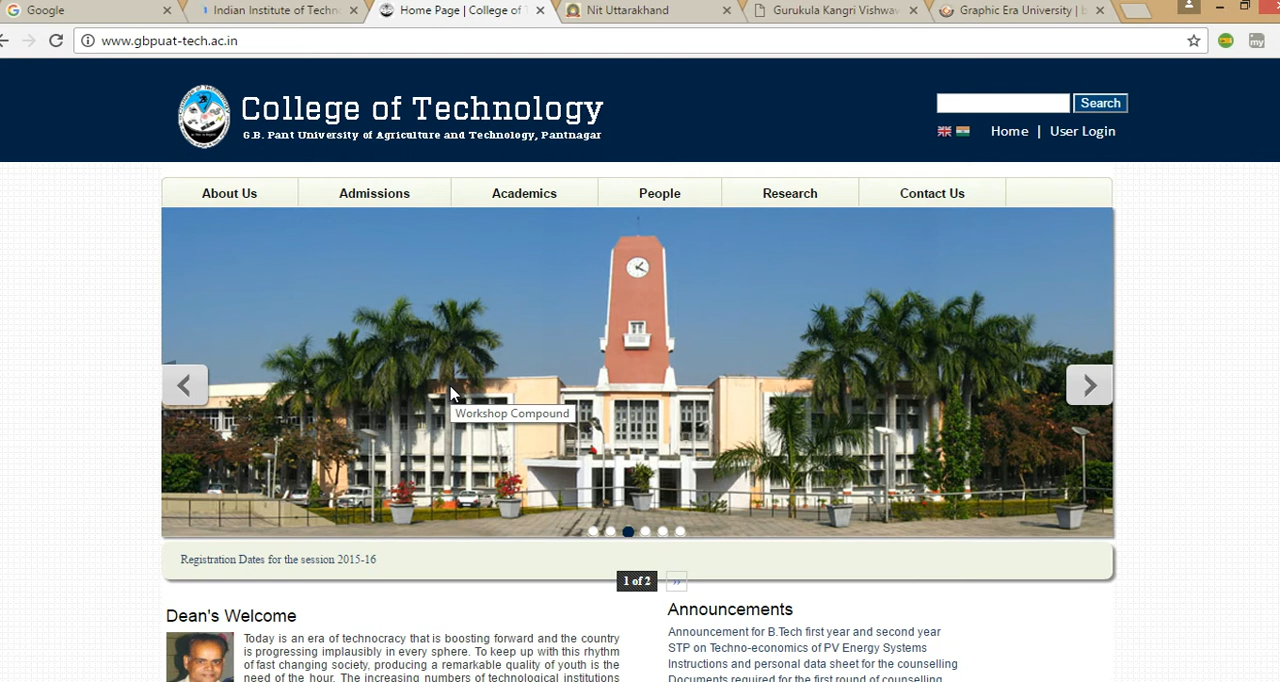 Google
Indian Institute of Techn
Home Page | College of T
Nit Uttarakhand
Gurukula Kangri Vishwav
Graphic Era University | b
www.gbpuat-tech.ac.in
my
College of Technology
G.B. Pant University of Agriculture and Technology, Pantnagar
Search
Home | User Login
About Us
Admissions
Academics
People
Research
Contact Us
Workshop Compound
Registration Dates for the session 2015-16
1 of 2 »
Dean's Welcome
Today is an era of technocracy that is boosting forward and the country
is progressing implausibly in every sphere. To keep up with this rhythm
of fast changing society, producing a remarkable quality of youth is the
need of the hour. The increasing numbers of technological institutions
Announcements
Announcement for B.Tech first year and second year
STP on Techno-economics of PV Energy Systems
Instructions and personal data sheet for the counselling
Documents required for the first round of counselling